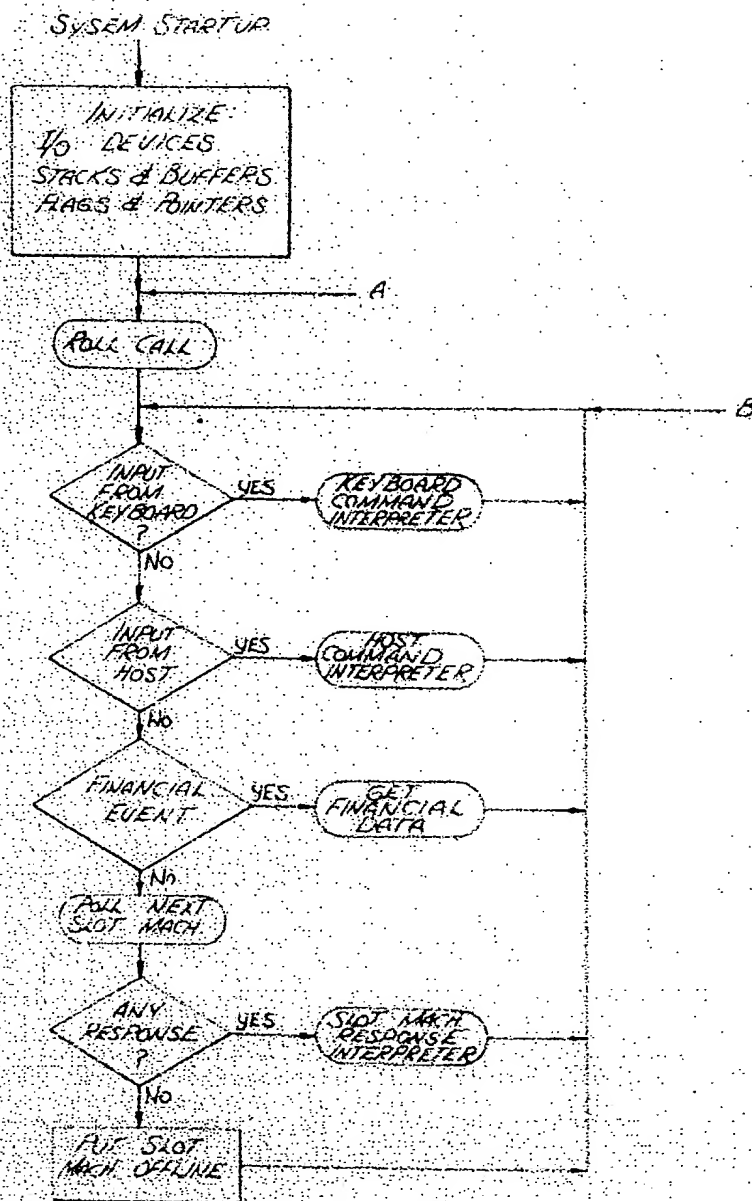 SYSEM STARTUP
INITIALIZE:
I/O DEVICES
STACKS & BUFFERS
FLAGS & POINTERS
A
ROLL CALL
B
INPUT
FROM
KEYBOARD
?
YES
KEYBOARD
COMMAND
INTERPRETER
NO
INPUT
FROM
HOST
YES
HOST
COMMAND
INTERPRETER
NO
FINANCIAL
EVENT
YES
GET
FINANCIAL
DATA
NO
POLL NEXT
SLOT MACH.
ANY
RESPONSE
?
YES
SLOT MACH
RESPONSE
INTERPRETER
NO
PUT SLOT
MACH OFFLINE